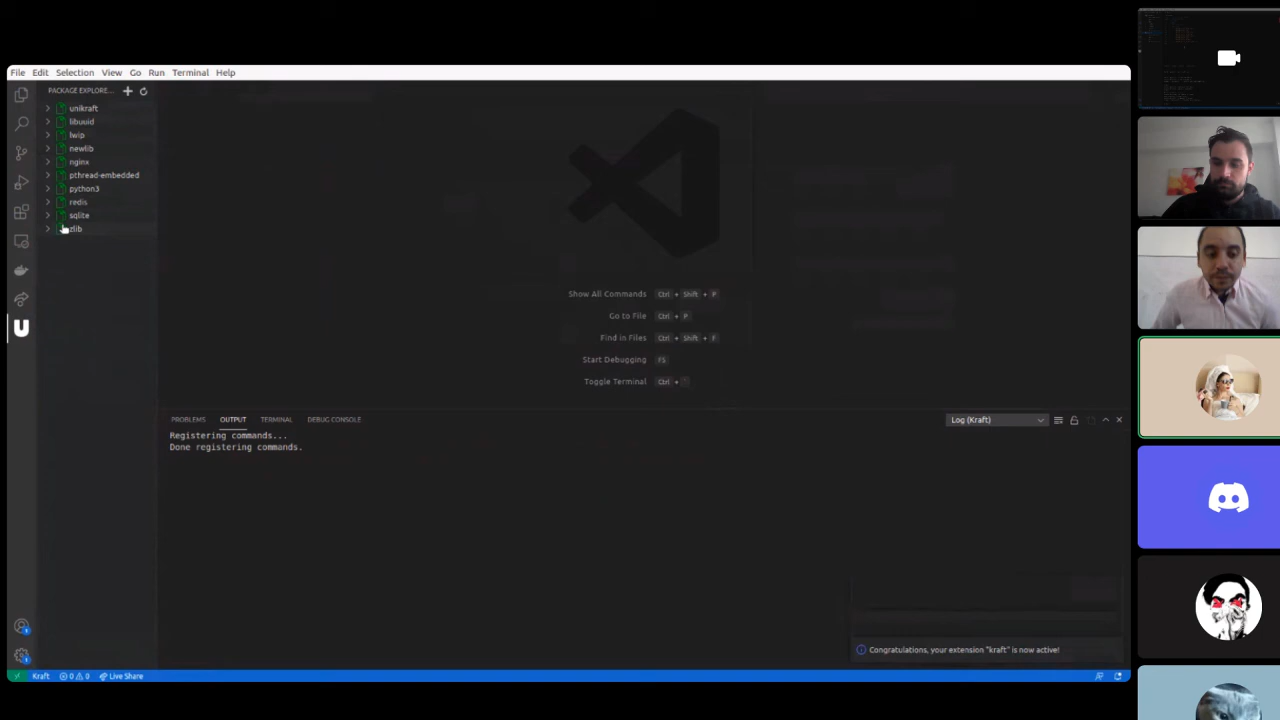 File Edit Selection View Go Run Terminal Help
PACKAGE EXPLORE...
unikraft
libuuid
lwip
newlib
nginx
pthread-embedded
python3
redis
sqlite
zlib
Show All Commands Ctrl + Shift + P
Go to File Ctrl + P
Find in Files Ctrl + Shift + F
Start Debugging F5
Toggle Terminal Ctrl + `
PROBLEMS OUTPUT TERMINAL DEBUG CONSOLE Log (Kraft)
Registering commands...
Done registering commands.
Congratulations, your extension "kraft" is now active!
Kraft 0 0 Live Share